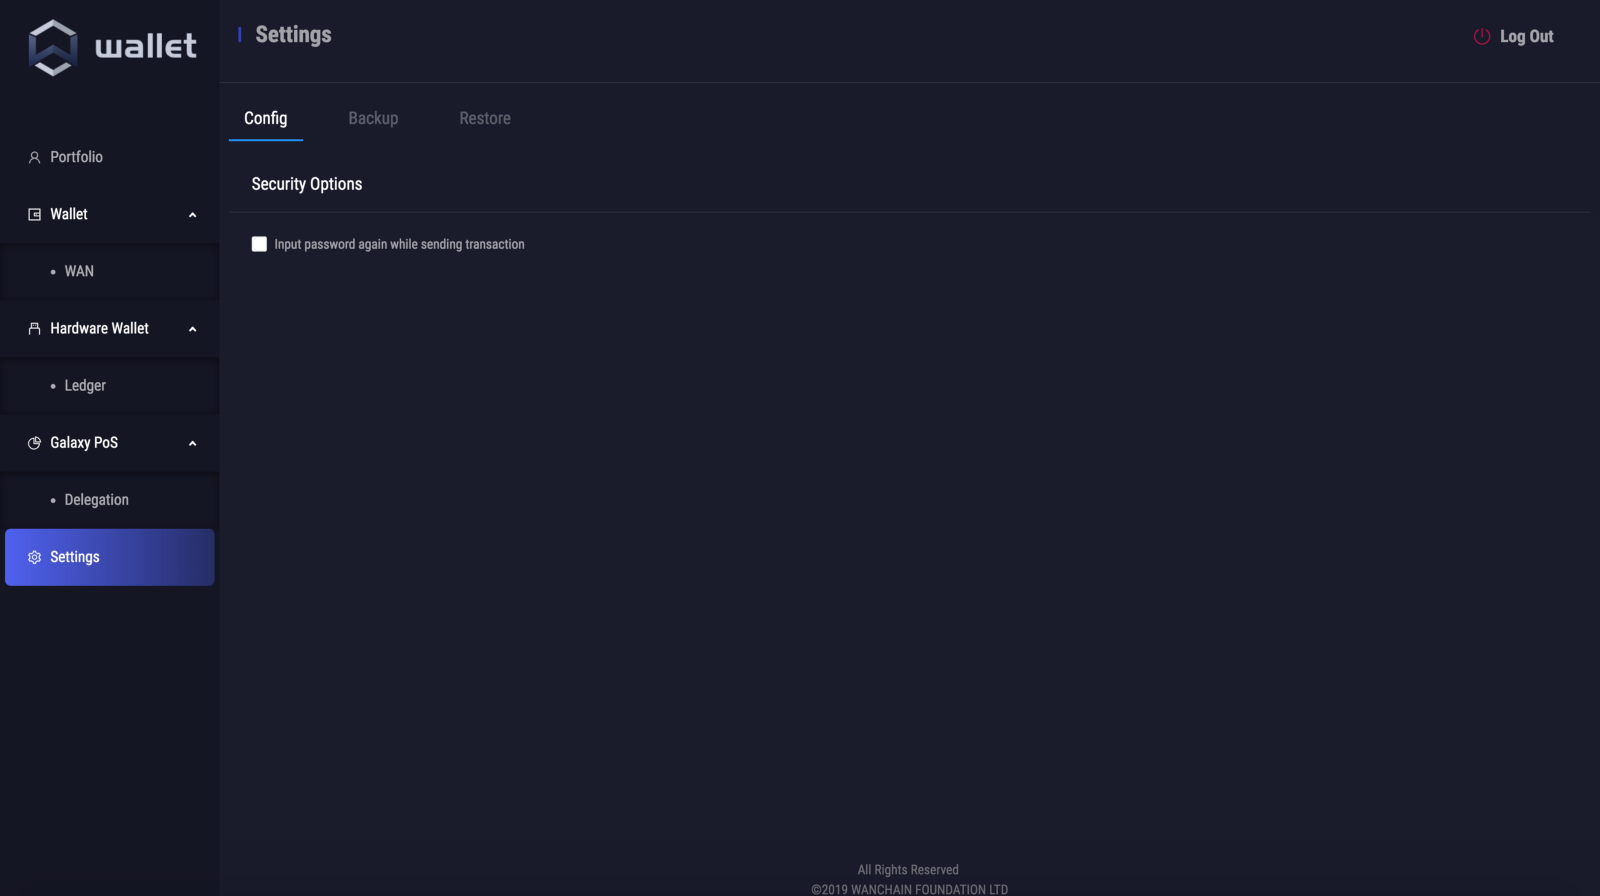 wallet
Settings
Log Out
Config
Backup
Restore
Portfolio
Security Options
Wallet
Input password again while sending transaction
WAN
Hardware Wallet
Ledger
Galaxy PoS
Delegation
Settings
All Rights Reserved
©2019 WANCHAIN FOUNDATION LTD